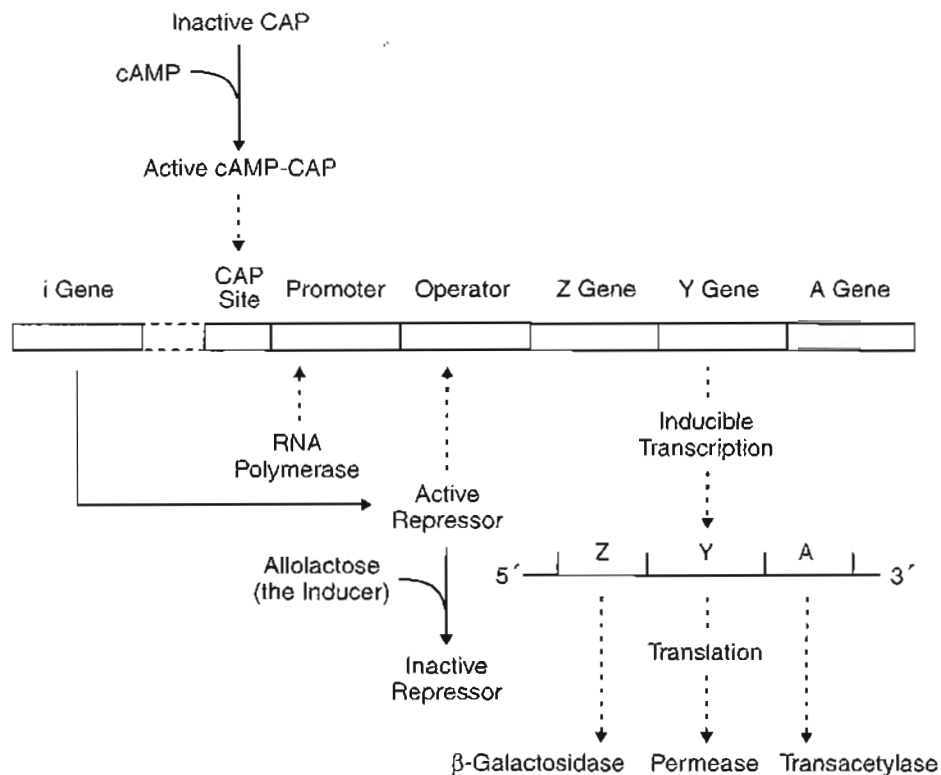 Inactive CAP
cAMP
Active cAMP-CAP
i Gene
CAP
Site
Promoter
Operator
Z Gene
Y Gene
A Gene
RNA
Polymerase
Inducible
Transcription
Active
Repressor
Allolactose
(the Inducer)
5´
Z
Y
A
3´
Inactive
Repressor
Translation
β-Galactosidase
Permease
Transacetylase